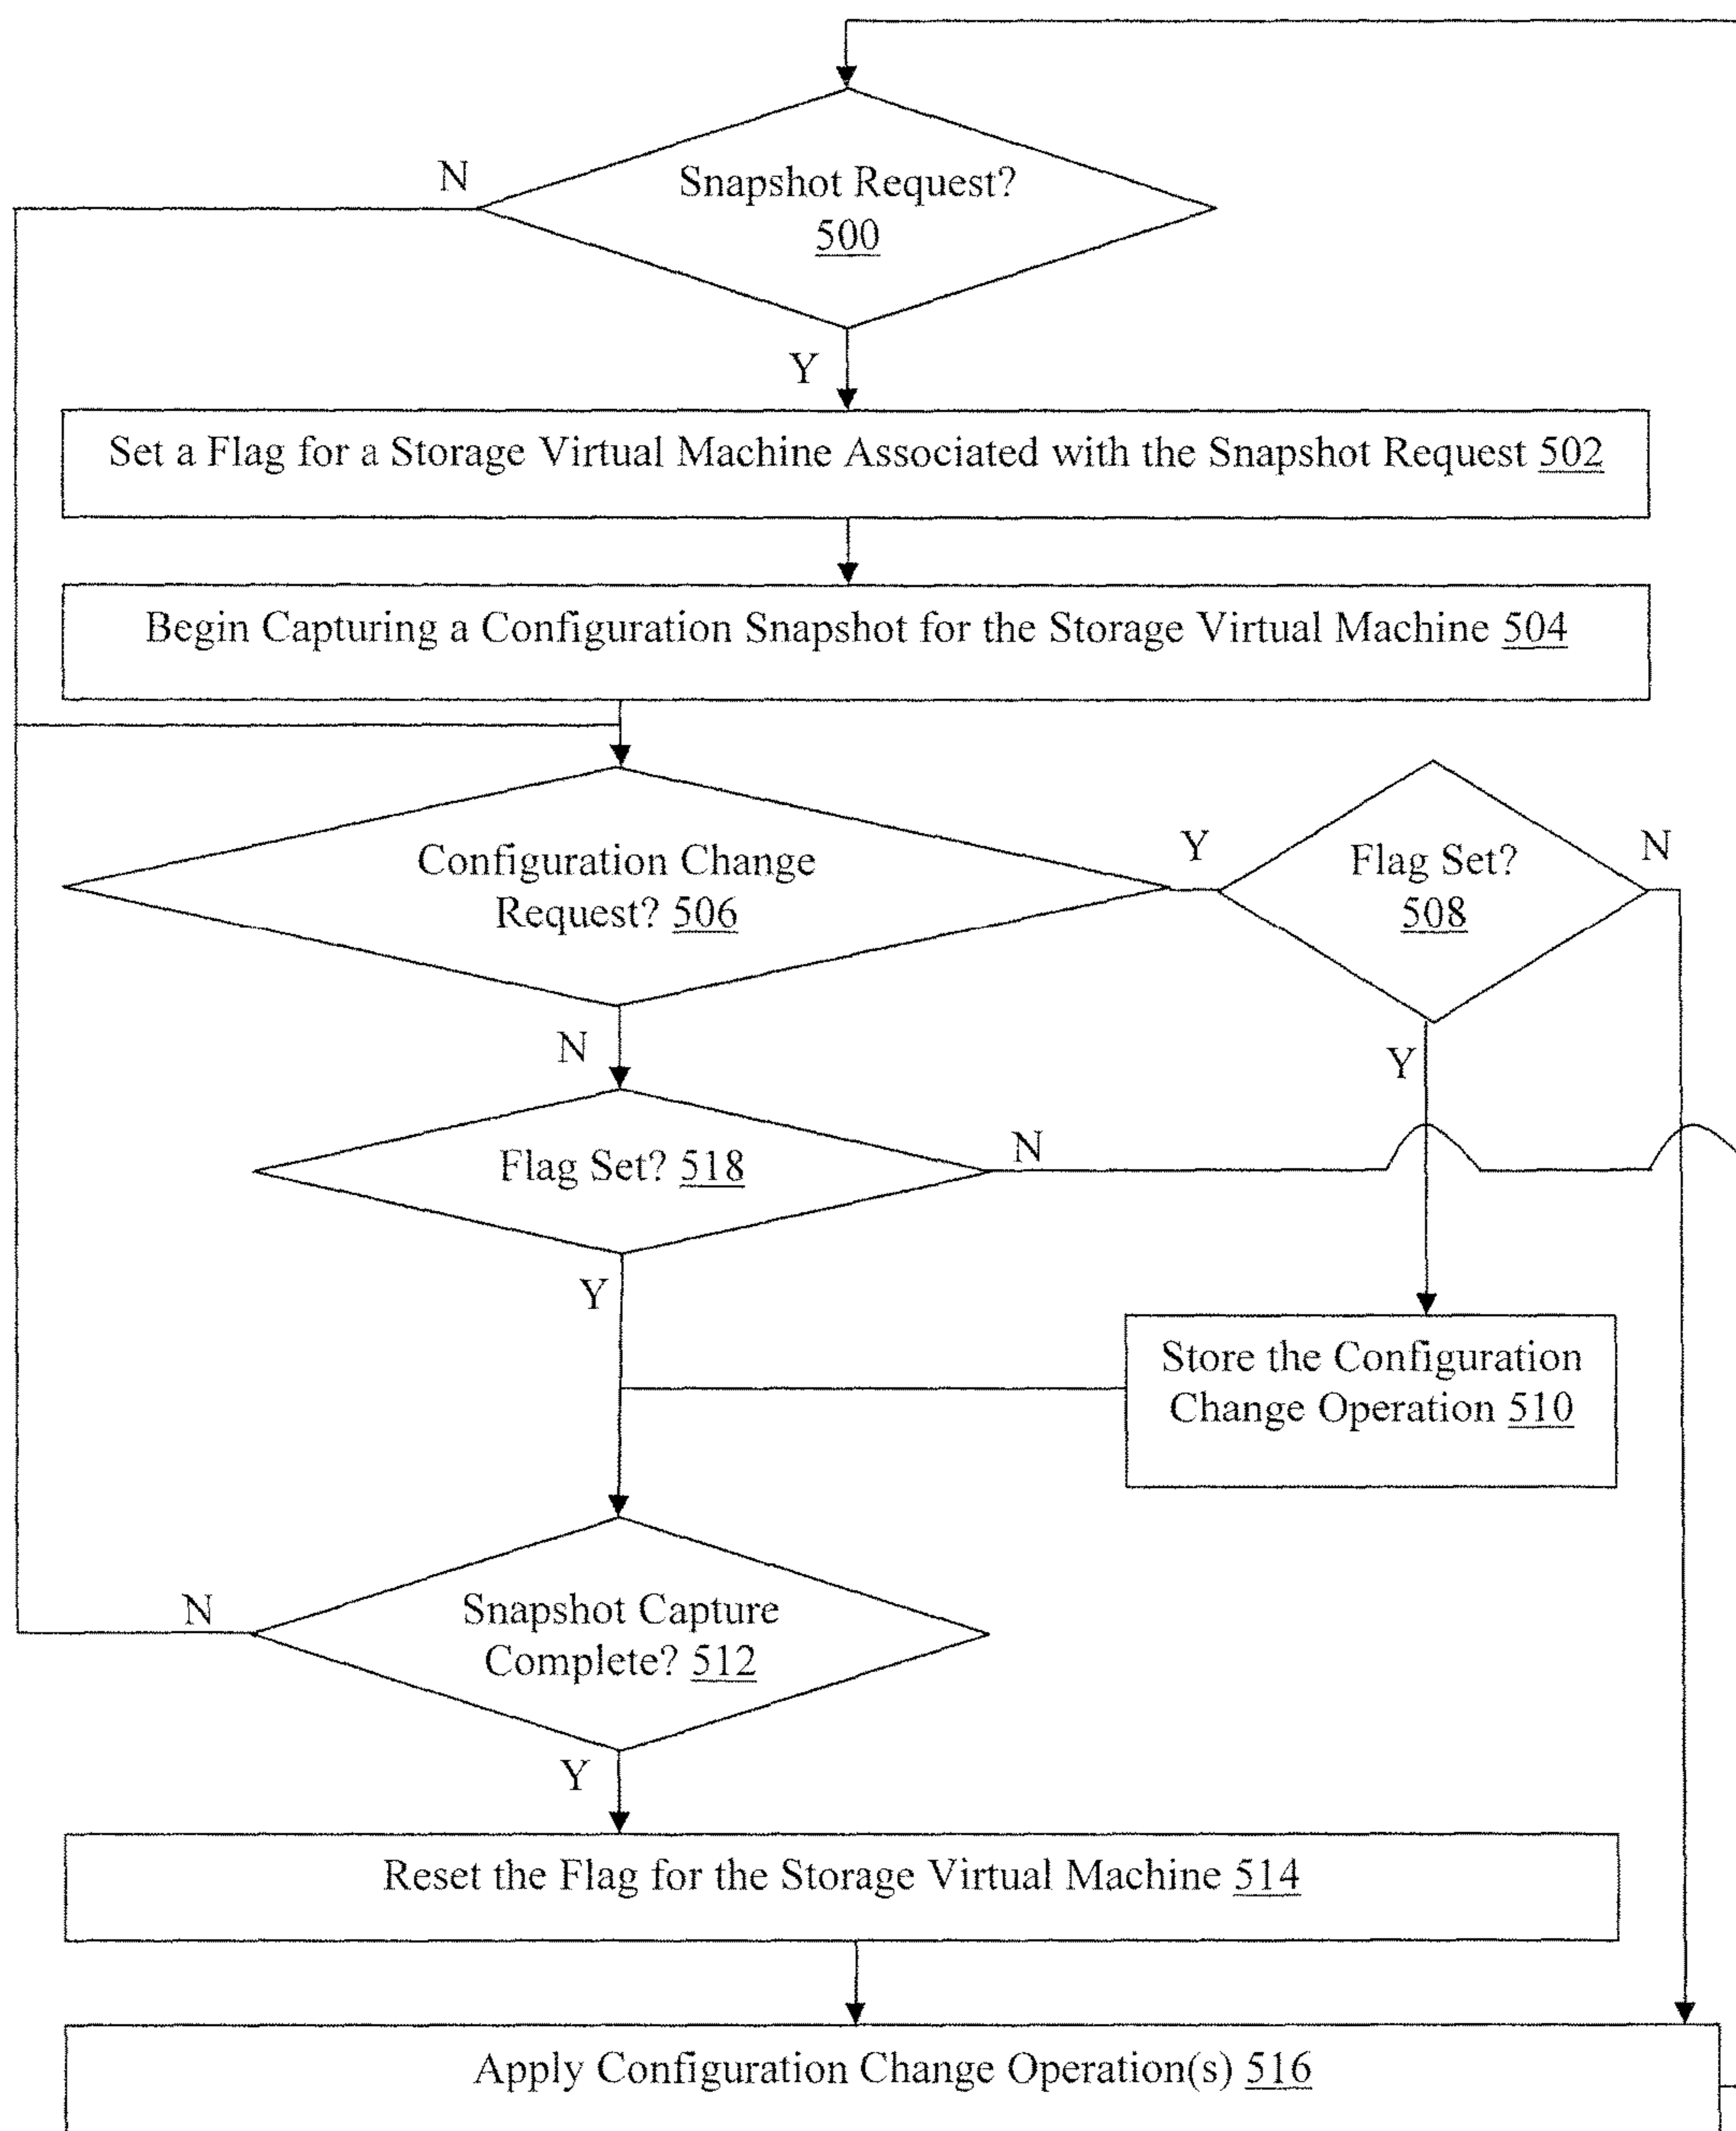 N
Snapshot Request?
500
Y
Set a Flag for a Storage Virtual Machine Associated with the Snapshot Request 502
Begin Capturing a Configuration Snapshot for the Storage Virtual Machine 504
Configuration Change
Request? 506
Y
Flag Set?
508
N
N
Y
Flag Set? 518
N
Y
Store the Configuration
Change Operation 510
N
Snapshot Capture
Complete? 512
Y
Reset the Flag for the Storage Virtual Machine 514
Apply Configuration Change Operation(s) 516